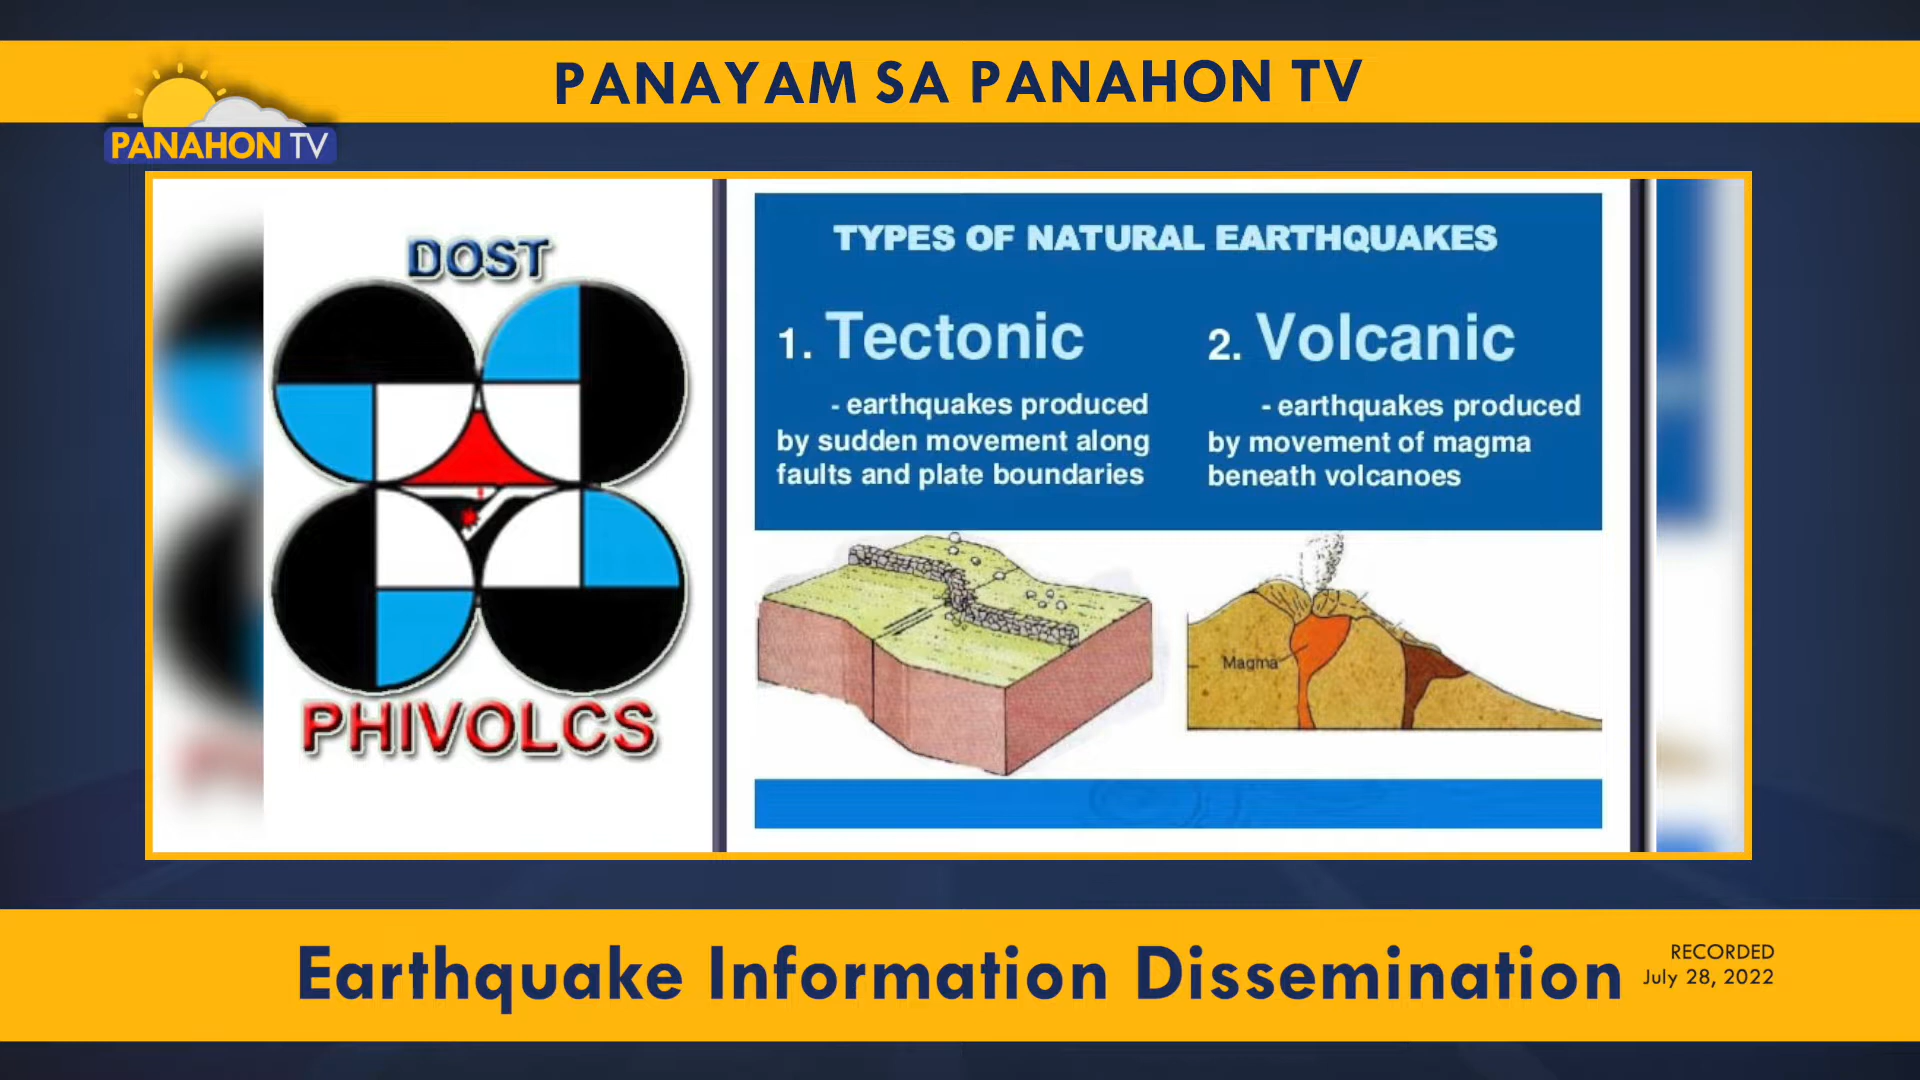 PANAYAM SA PANAHON TV
PANAHON TV
DOST
PHIVOLCS
TYPES OF NATURAL EARTHQUAKES
1. Tectonic
- earthquakes produced
by sudden movement along
faults and plate boundaries
2. Volcanic
- earthquakes produced
by movement of magma
beneath volcanoes
Magma
Earthquake Information Dissemination
RECORDED
July 28, 2022